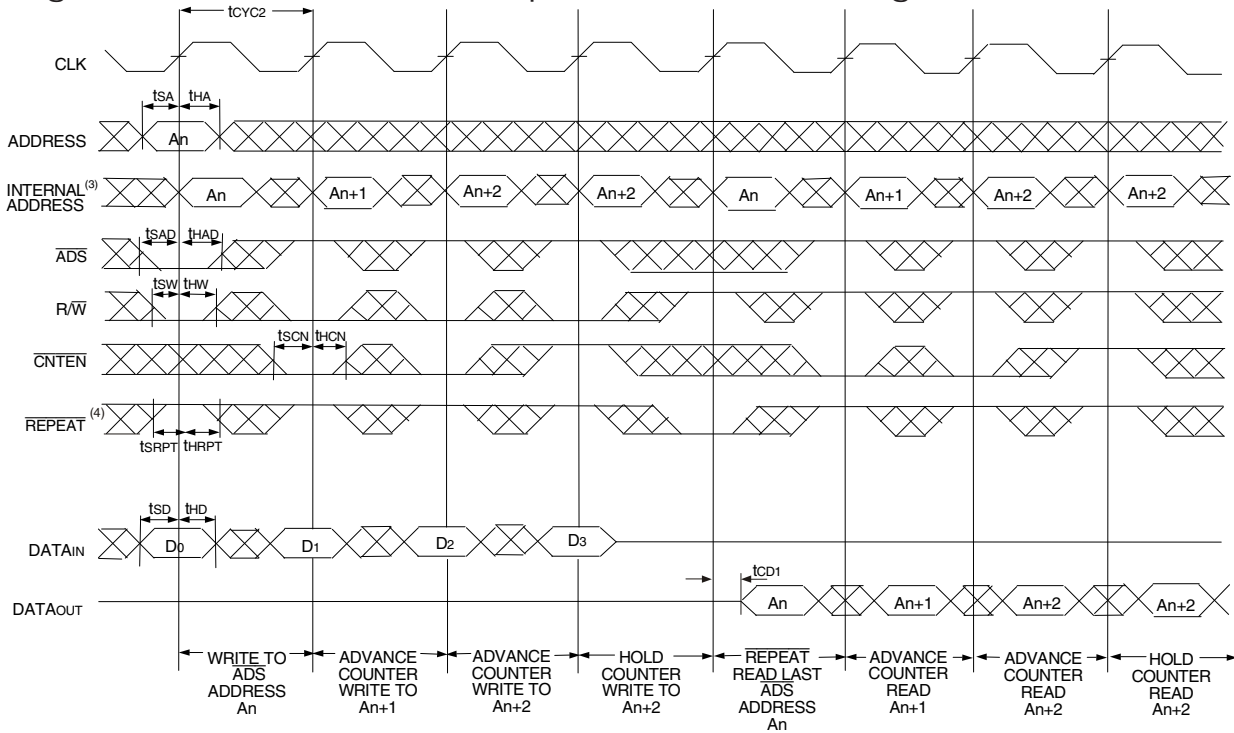 tCYC2
CLK
tSA tHA
ADDRESS An
INTERNAL(3) ADDRESS An An+1 An+2 An+2 An An+1 An+2 An+2
tSAD tHAD
ADS
tSW tHW
R/W
tSCN tHCN
CNTEN
REPEAT (4)
tSRPT tHRPT
tSD tHD
DATAIN D0 D1 D2 D3
tCD1
DATAOUT An An+1 An+2 An+2
WRITE TO ADS ADDRESS An
ADVANCE COUNTER WRITE TO An+1
ADVANCE COUNTER WRITE TO An+2
HOLD COUNTER WRITE TO An+2
REPEAT READ LAST ADS ADDRESS An
ADVANCE COUNTER READ An+1
ADVANCE COUNTER READ An+2
HOLD COUNTER READ An+2